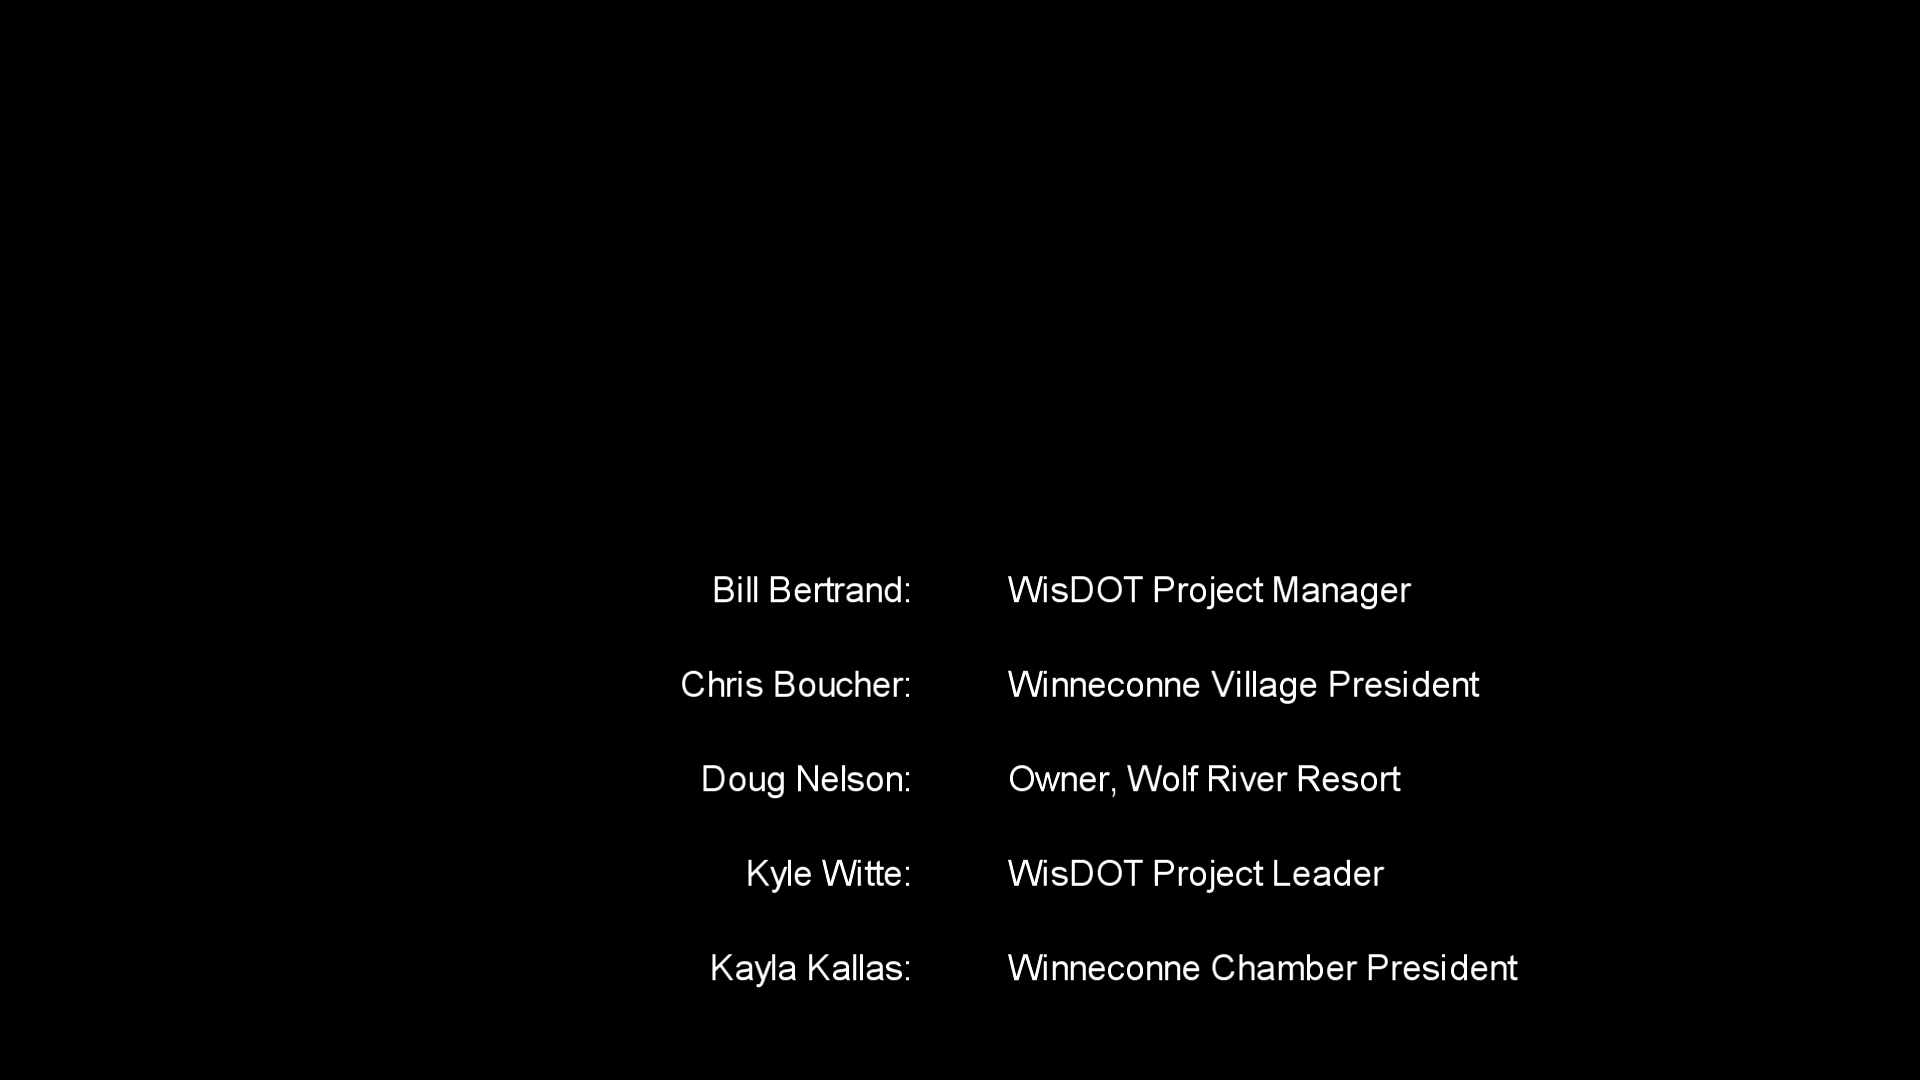 Bill Bertrand: WisDOT Project Manager
Chris Boucher: Winneconne Village President
Doug Nelson: Owner, Wolf River Resort
Kyle Witte: WisDOT Project Leader
Kayla Kallas: Winneconne Chamber President